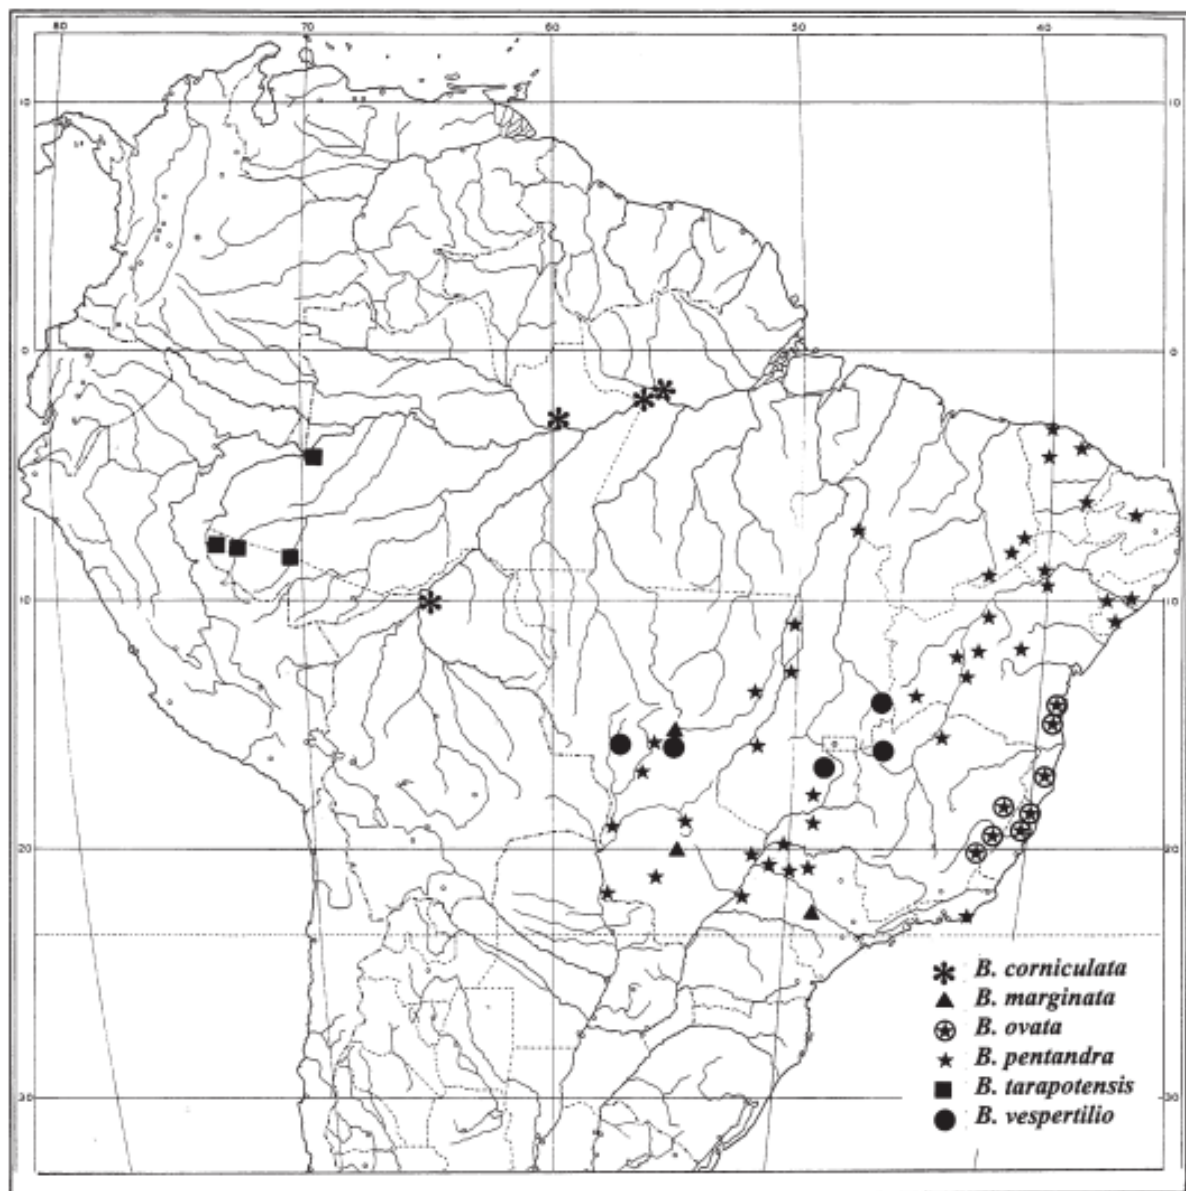 80 70 60 50 40
10 10
0 0
10 10
20 20
30 30
B. corniculata
B. marginata
B. ovata
B. pentandra
B. tarapotensis
B. vespertilio